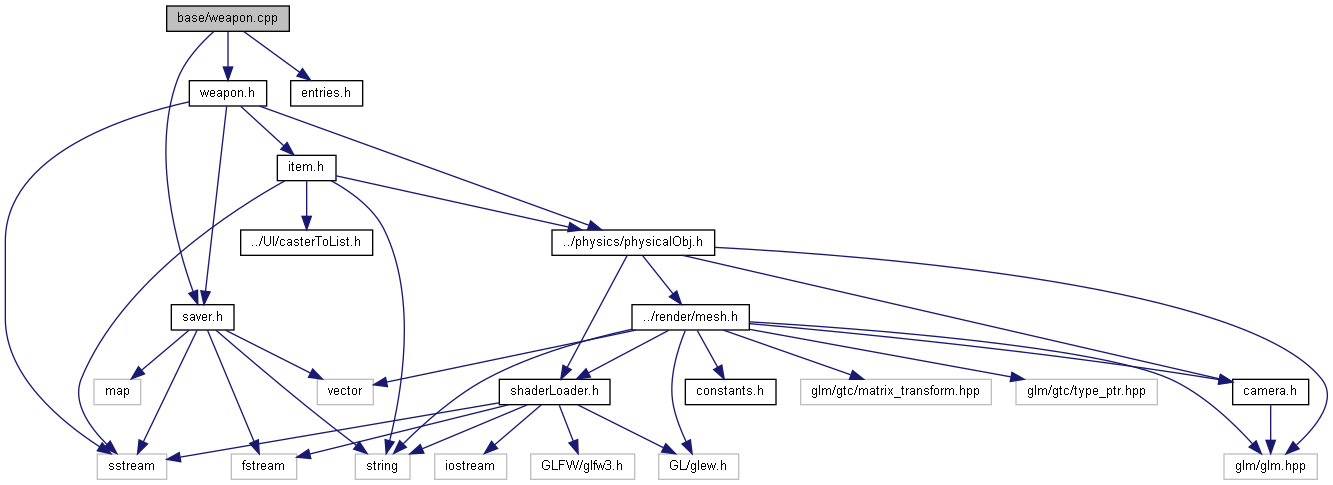 base/weapon.cpp
weapon.h
entries.h
item.h
../UI/casterToList.h
../physics/physicalObj.h
saver.h
../render/mesh.h
map
vector
shaderLoader.h
constants.h
glm/gtc/matrix_transform.hpp
glm/gtc/type_ptr.hpp
camera.h
sstream
fstream
string
iostream
GLFW/glfw3.h
GL/glew.h
glm/glm.hpp